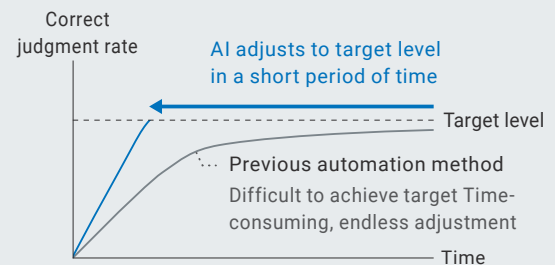 Correct
judgment rate
AI adjusts to target level
in a short period of time
Target level
Previous automation method
Difficult to achieve target Time-
consuming, endless adjustment
Time